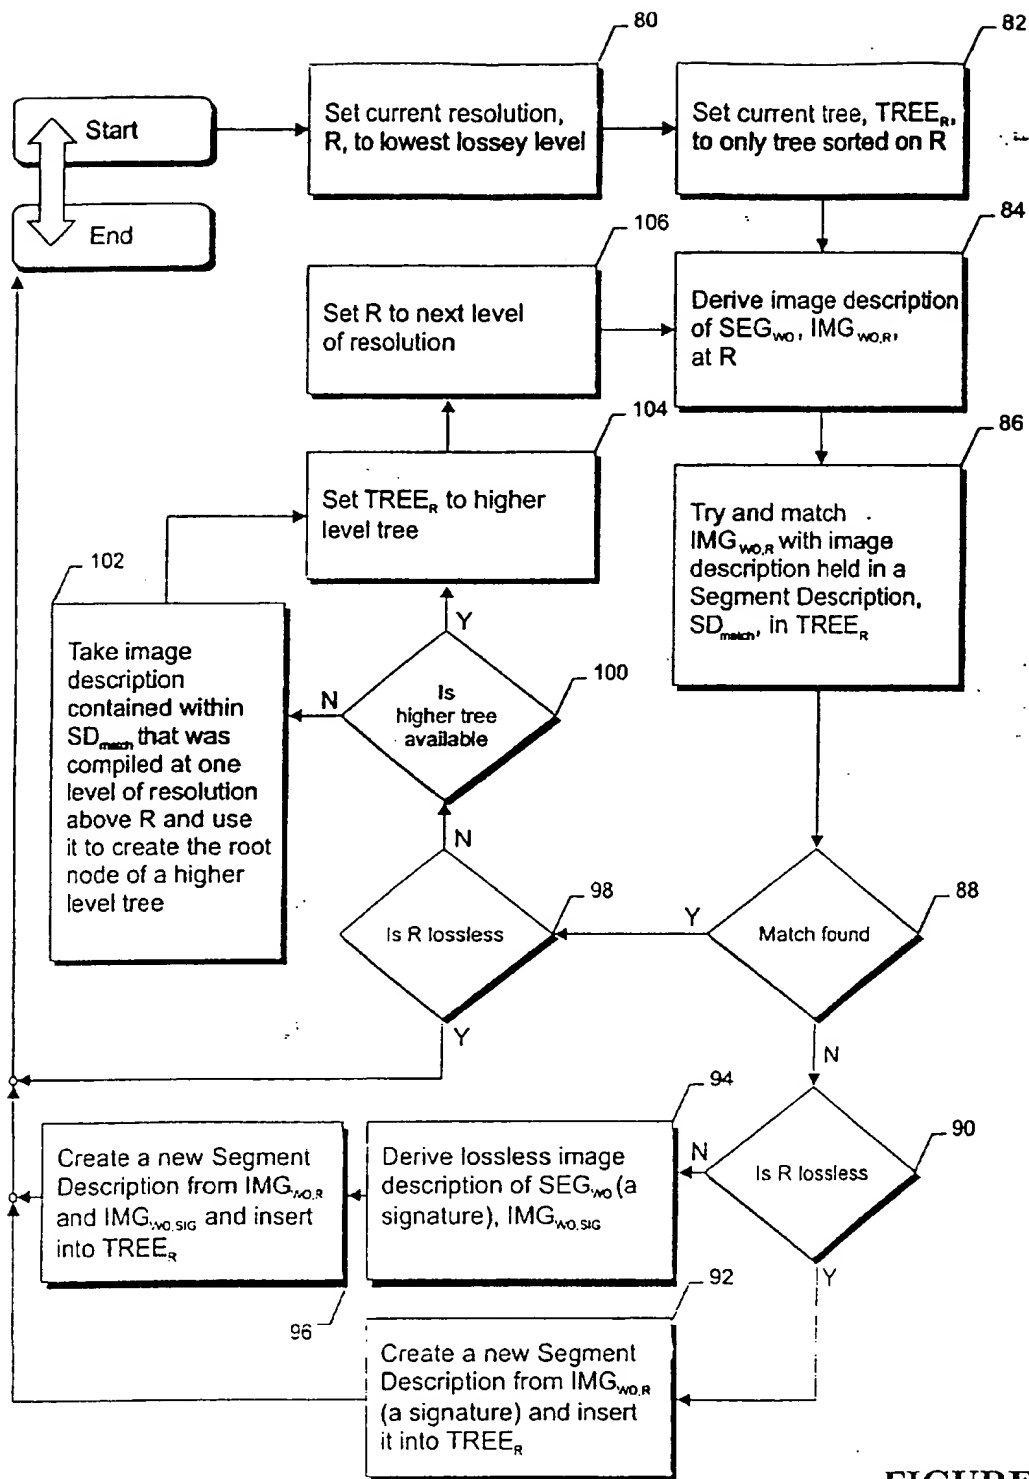 80
82
Start
Set current resolution,
R, to lowest lossey level
Set current tree, TREE_R,
to only tree sorted on R
End
106
84
Set R to next level
of resolution
Derive image description
of SEG_WO, IMG_WO,R,
at R
104
86
Set TREE_R to higher
level tree
Try and match
IMG_WO,R with image
description held in a
Segment Description,
SD_match, in TREE_R
102
Take image
description
contained within
SD_match that was
compiled at one
level of resolution
above R and use
it to create the root
node of a higher
level tree
Y
N
Is
higher tree
available
100
N
98
88
Is R lossless
Y
Match found
Y
N
94
90
Create a new Segment
Description from IMG_WO,R
and IMG_WO,SIG and insert
into TREE_R
Derive lossless image
description of SEG_WO (a
signature), IMG_WO,SIG
N
Is R lossless
Y
96
92
Create a new Segment
Description from IMG_WO,R
(a signature) and insert
it into TREE_R
FIGURE